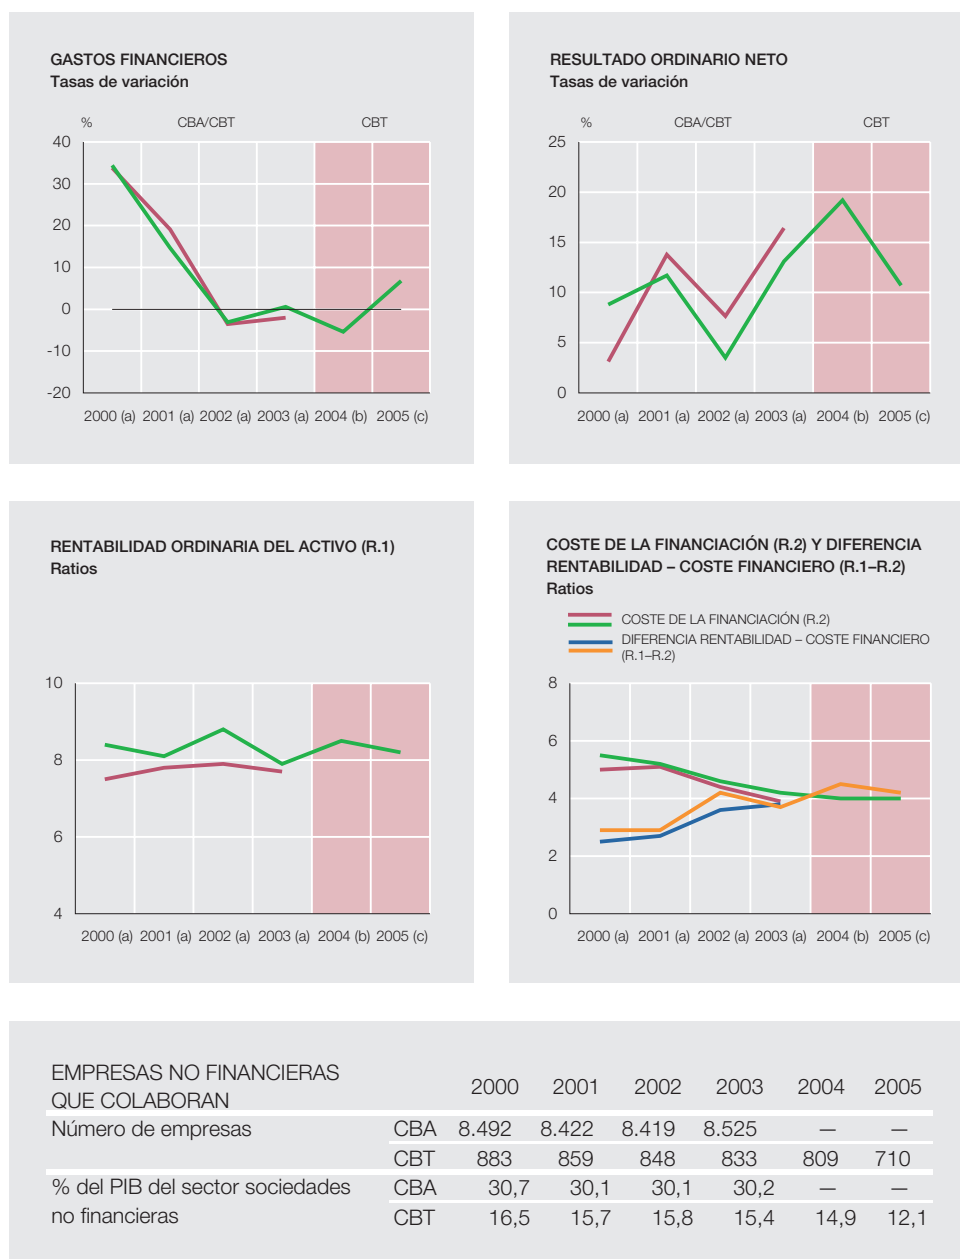 GASTOS FINANCIEROS
Tasas de variación
% CBA/CBT CBT
40
30
20
10
0
-10
-20
2000 (a) 2001 (a) 2002 (a) 2003 (a) 2004 (b) 2005 (c)
RESULTADO ORDINARIO NETO
Tasas de variación
% CBA/CBT CBT
25
20
15
10
5
0
2000 (a) 2001 (a) 2002 (a) 2003 (a) 2004 (b) 2005 (c)
RENTABILIDAD ORDINARIA DEL ACTIVO (R.1)
Ratios
10
8
6
4
2000 (a) 2001 (a) 2002 (a) 2003 (a) 2004 (b) 2005 (c)
COSTE DE LA FINANCIACIÓN (R.2) Y DIFERENCIA
RENTABILIDAD – COSTE FINANCIERO (R.1–R.2)
Ratios
COSTE DE LA FINANCIACIÓN (R.2)
DIFERENCIA RENTABILIDAD – COSTE FINANCIERO
(R.1–R.2)
8
6
4
2
0
2000 (a) 2001 (a) 2002 (a) 2003 (a) 2004 (b) 2005 (c)
EMPRESAS NO FINANCIERAS
QUE COLABORAN
2000 2001 2002 2003 2004 2005
Número de empresas CBA 8.492 8.422 8.419 8.525 — —
CBT 883 859 848 833 809 710
% del PIB del sector sociedades CBA 30,7 30,1 30,1 30,2 — —
no financieras CBT 16,5 15,7 15,8 15,4 14,9 12,1